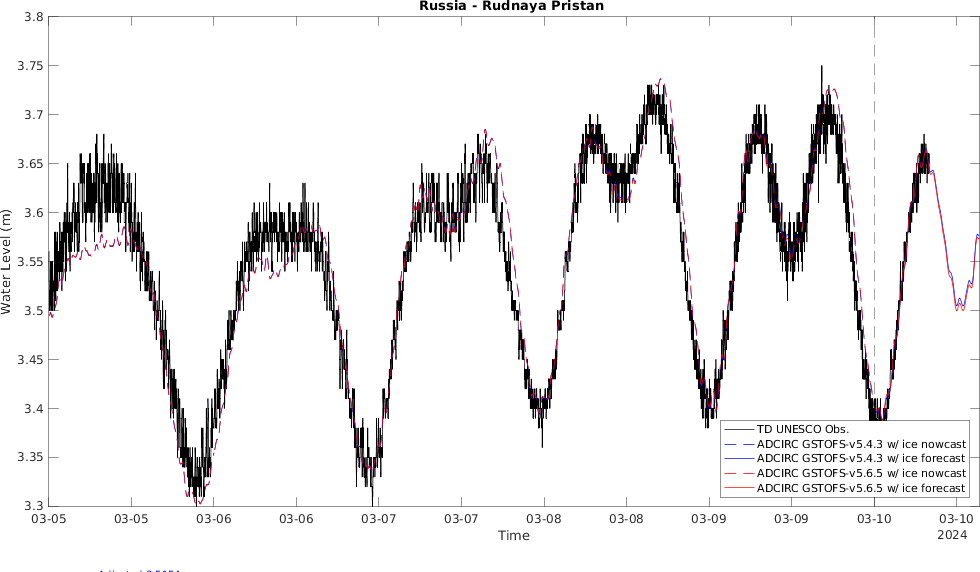 Russia - Rudnaya Pristan
3.8
3.75
3.7
3.65
3.6
3.55
3.5
3.45
3.4
3.35
3.3
Water Level (m)
03-05 03-05 03-06 03-06 03-07 03-07 03-08 03-08 03-09 03-09 03-10 03-10
Time
2024
TD UNESCO Obs.
ADCIRC GSTOFS-v5.4.3 w/ ice nowcast
ADCIRC GSTOFS-v5.4.3 w/ ice forecast
ADCIRC GSTOFS-v5.6.5 w/ ice nowcast
ADCIRC GSTOFS-v5.6.5 w/ ice forecast